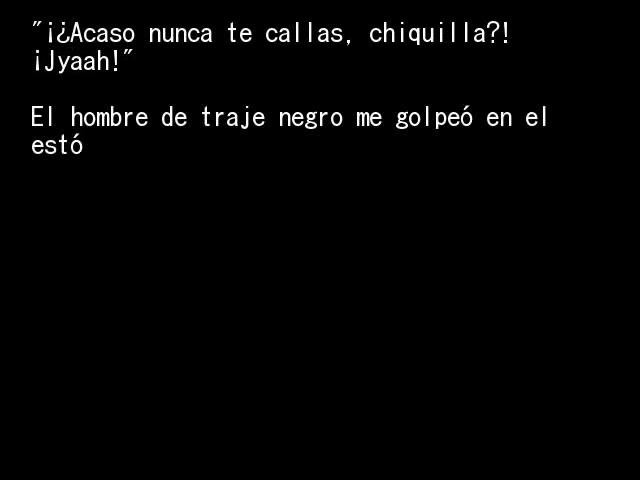 "¡¿Acaso nunca te callas, chiquilla?!
¡Jyaah!"
El hombre de traje negro me golpeó en el
estó